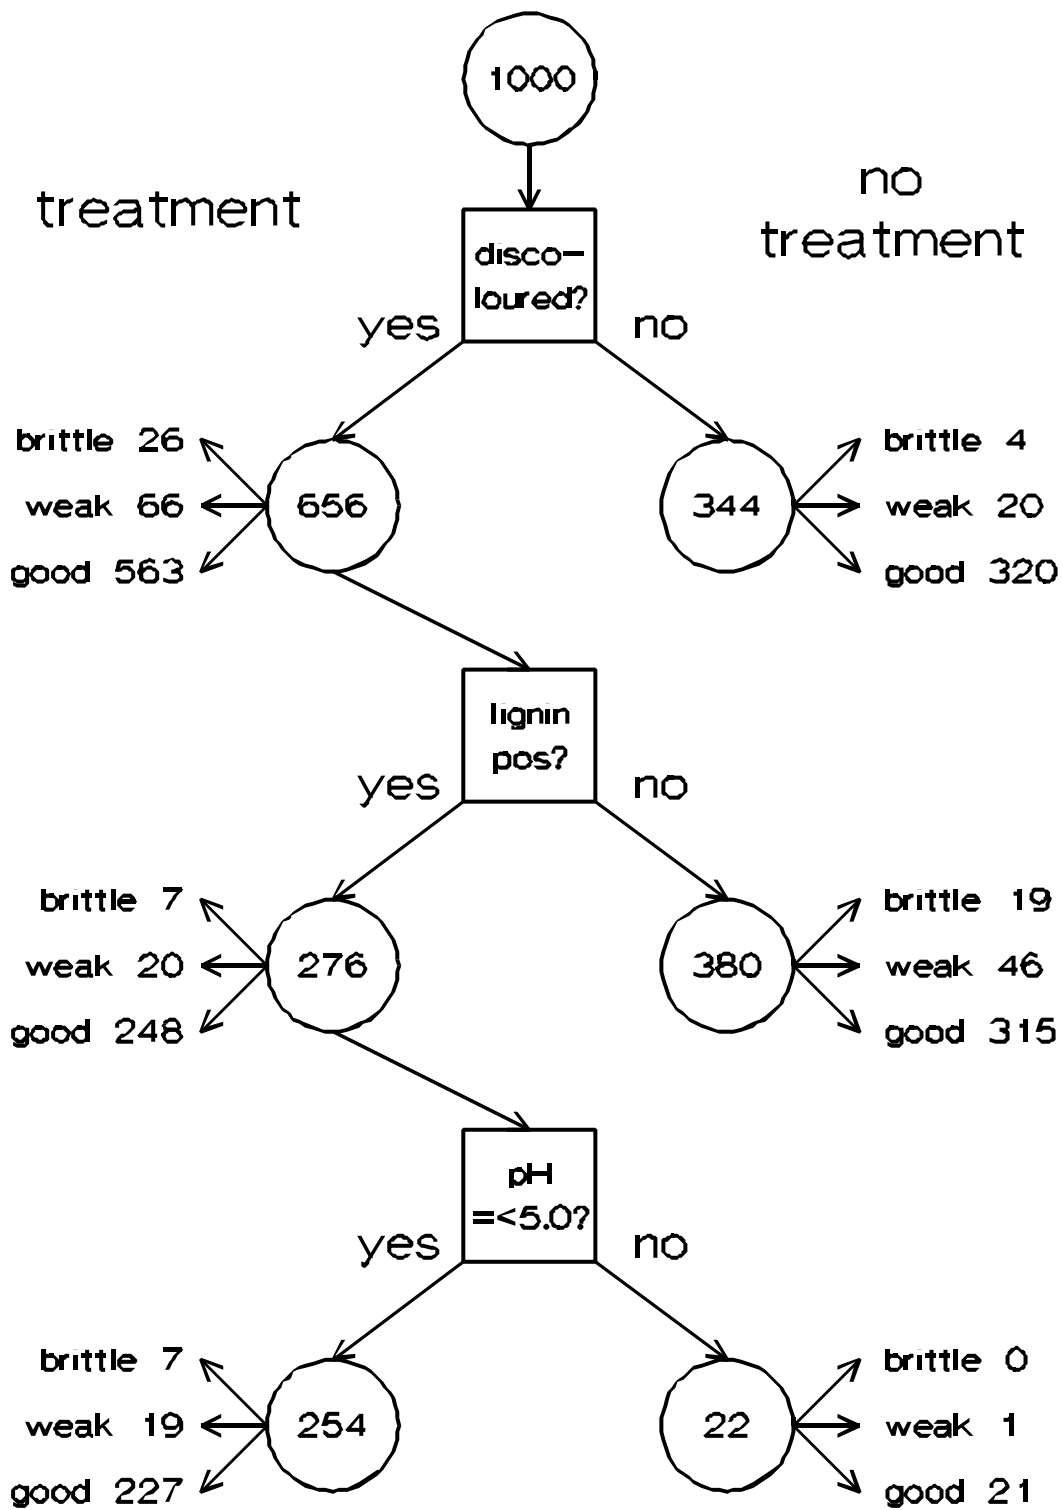 1000
treatment
no
treatment
disco-
loured?
yes
no
brittle 26
weak 66
good 563
656
344
brittle 4
weak 20
good 320
lignin
pos?
yes
no
brittle 7
weak 20
good 248
276
380
brittle 19
weak 46
good 315
pH
=<5.0?
yes
no
brittle 7
weak 19
good 227
254
22
brittle 0
weak 1
good 21